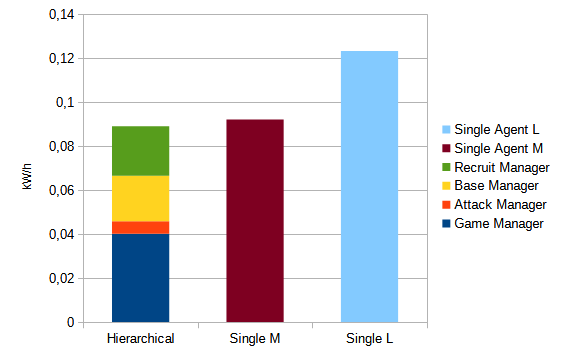 0,14
0,12
0,1
0,08
0,06
0,04
0,02
0
kW/h
Hierarchical
Single M
Single L
Single Agent L
Single Agent M
Recruit Manager
Base Manager
Attack Manager
Game Manager